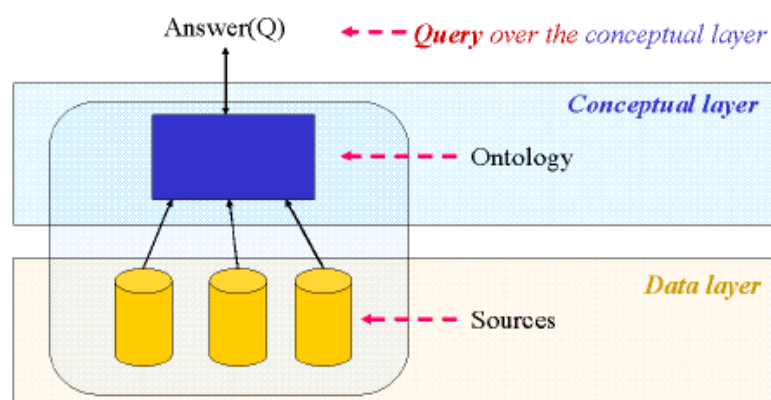 Answer(Q)
Query over the conceptual layer
Conceptual layer
Ontology
Data layer
Sources